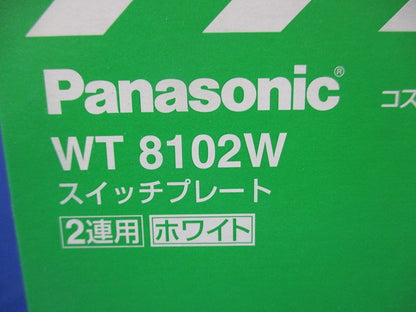 Panasonic®
コス
WT 8102W
スイッチプレート
2連用 ホワイト